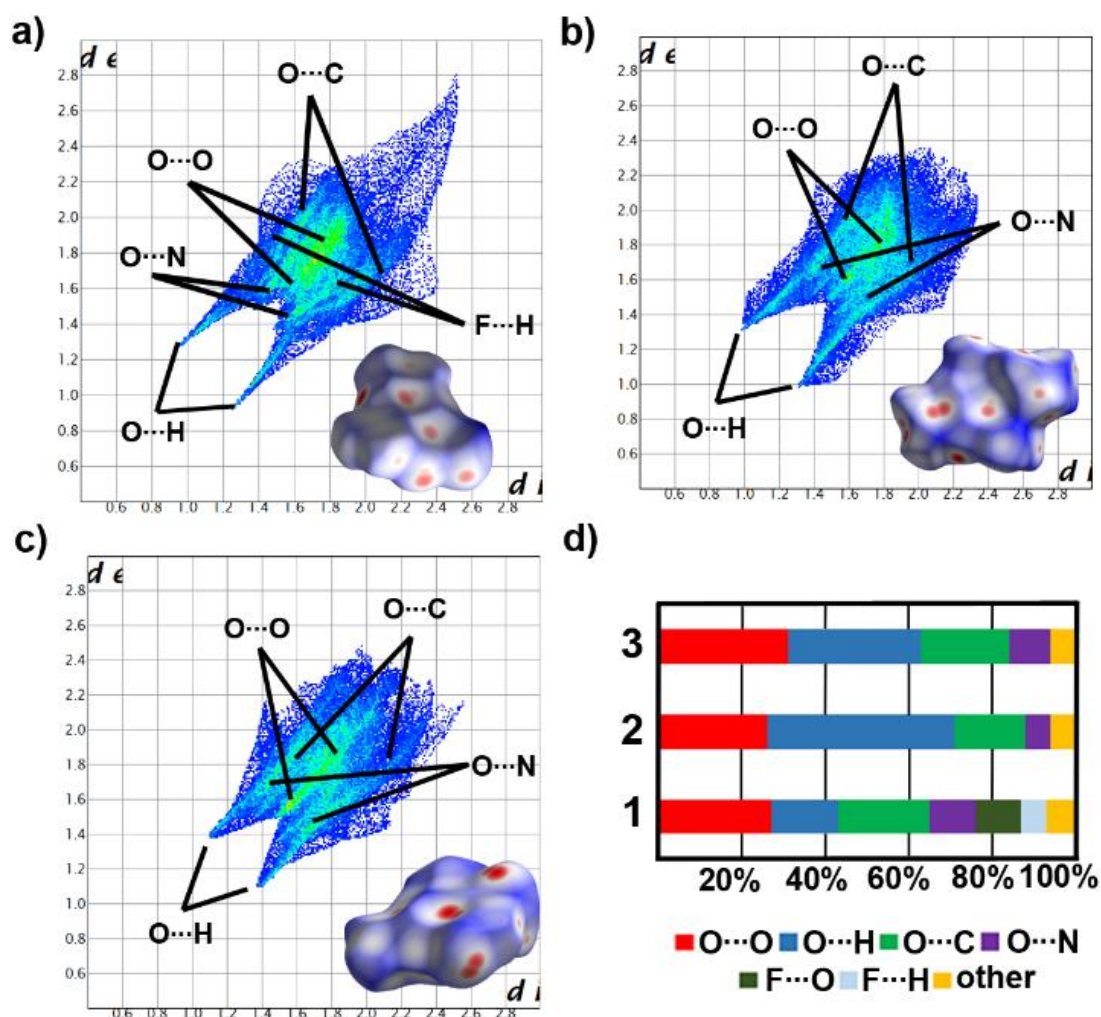 a)
d e
2.8
2.6
2.4
2.2
2.0
1.8
1.6
1.4
1.2
1.0
0.8
0.6
O···C
O···O
O···N
F···H
O···H
d i
0.6 0.8 1.0 1.2 1.4 1.6 1.8 2.0 2.2 2.4 2.6 2.8
b)
d e
2.8
2.6
2.4
2.2
2.0
1.8
1.6
1.4
1.2
1.0
0.8
0.6
O···C
O···O
O···N
O···H
d i
0.6 0.8 1.0 1.2 1.4 1.6 1.8 2.0 2.2 2.4 2.6 2.8
c)
d e
2.8
2.6
2.4
2.2
2.0
1.8
1.6
1.4
1.2
1.0
0.8
0.6
O···C
O···O
O···N
O···H
d i
0.6 0.8 1.0 1.2 1.4 1.6 1.8 2.0 2.2 2.4 2.6 2.8
d)
3
2
1
20% 40% 60% 80% 100%
O···O O···H O···C O···N
F···O F···H other